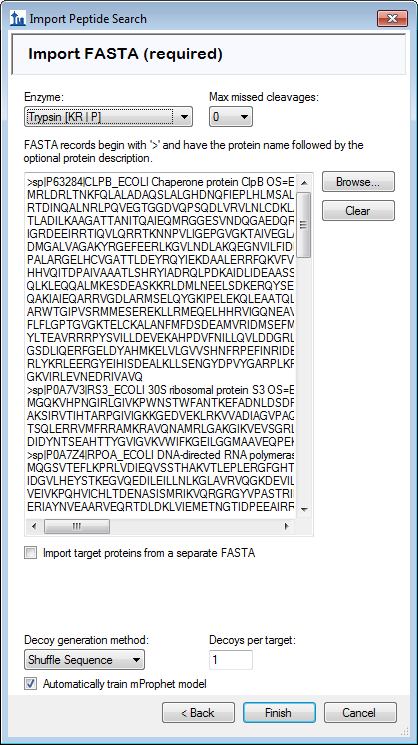 Import Peptide Search
Import FASTA (required)
Enzyme:
Max missed cleavages:
Trypsin [KR | P]
0
FASTA records begin with '>' and have the protein name followed by the
optional protein description.
>sp|P63284|CLPB_ECOLI Chaperone protein ClpB OS=E
MRLDRLTNKFQLALADAQSLALGHDNQFIEPLHLMSAL
RTDINQALNRLPQVEGTGGDVQPSQDLVRVLNLCDKL
TLADILKAAGATTANITQAIEQMRGGESVNDQGAEDQR
IGRDEEIRRTIQVLQRRTKNNPVLIGEPGVGKTAIVEGLA
DMGALVAGAKYRGEFEERLKGVLNDLAKQEGNVILFID
PALARGELHCVGATTLDEYRQYIEKDAALERRFQKVFV
HHVQITDPAIVAAATLSHRYIADRQLPDKAIDLIDEAASS
QLKLEQQALMKESDEASKKRLDMLNEELSDKERQYSE
QAKIAIEQARRVGDLARMSELQYGKIPELEKQLEAATQL
ARWTGIPVSRMMESEREKLLRMEQELHHRVIGQNEAV
FLFLGPTGVGKTELCKALANFMFDSDEAMVRIDMSEFM
YLTEAVRRRPYSVILLDEVEKAHPDVFNILLQVLDDGRL
GSDLIQERFGELDYAHMKELVLGVVSHNFRPEFINRIDE
RLYKRLEERGYEIHISDEALKLLSENGYDPVYGARPLKR
GKVIRLEVNEDRIVAVQ
>sp|P0A7V3|RS3_ECOLI 30S ribosomal protein S3 OS=E
MGQKVHPNGIRLGIVKPWNSTWFANTKEFADNLDSDF
AKSIRVTIHTARPGIVIGKKGEDVEKLRKVVADIAGVPAQ
TSQLERRVMFRRAMKRAVQNAMRLGAKGIKVEVSGRL
DIDYNTSEAHTTYGVIGVKVWIFKGEILGGMAAVEQPEK
>sp|P0A7Z4|RPOA_ECOLI DNA-directed RNA polymeras
MQGSVTEFLKPRLVDIEQVSSTHAKVTLEPLERGFGHT
IDGVLHEYSTKEGVQEDILEILLNLKGLAVRVQGKDEVIL
VEIVKPQHVICHLTDENASISMRIKVQRGRGYVPASTRI
ERIAYNVEAARVEQRTDLDKLVIEMETNGTIDPEEAIRR
Browse...
Clear
Import target proteins from a separate FASTA
Decoy generation method:
Decoys per target:
Shuffle Sequence
1
Automatically train mProphet model
< Back
Finish
Cancel